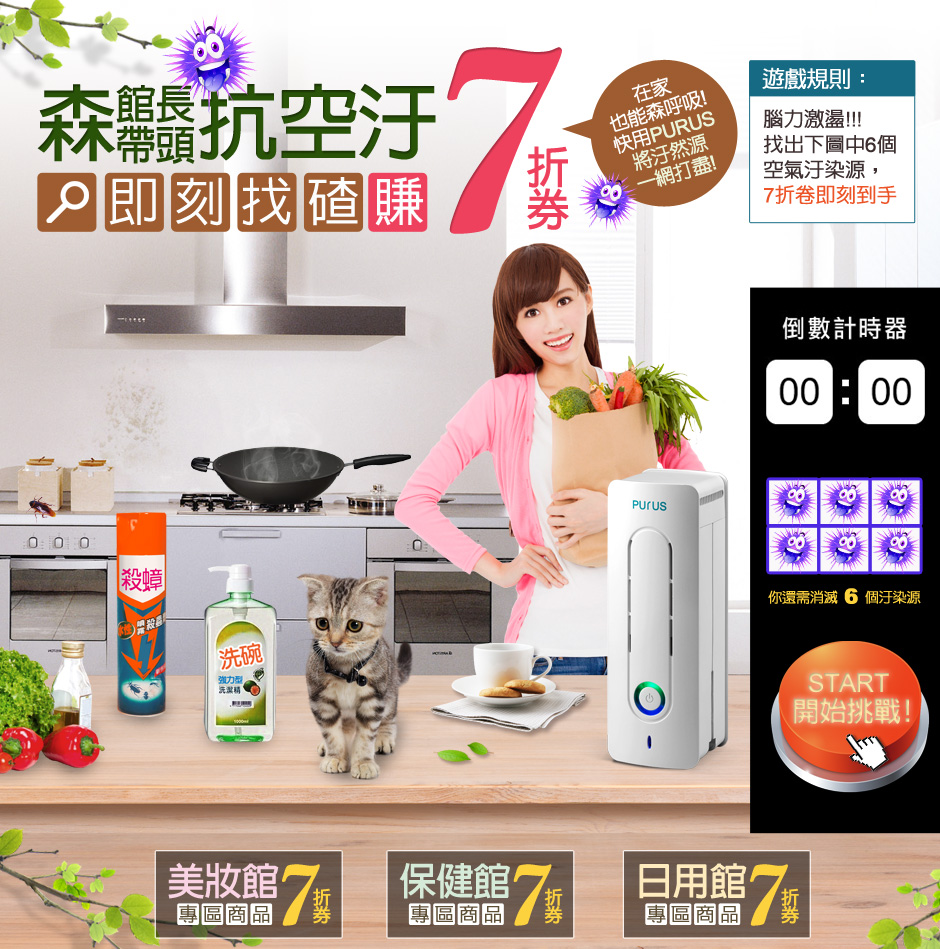 森館長帶頭抗空汙
即刻找碴賺
7折券
在家
也能森呼吸!
快用PURUS
將汙然源
一網打盡!
遊戲規則：
腦力激盪!!!
找出下圖中6個
空氣汙染源，
7折卷即刻到手
倒數計時器
00 : 00
你還需消滅 6 個汙染源
START
開始挑戰!
PUrUS
殺蟑
洗碗
強力型
洗潔精
1000ml
美妝館
專區商品
7折券
保健館
專區商品
7折券
日用館
專區商品
7折券